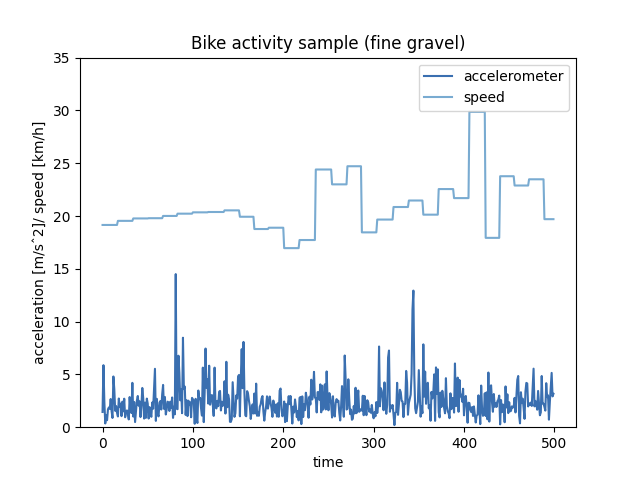 Bike activity sample (fine gravel)
accelerometer
speed
acceleration [m/sˆ2]/ speed [km/h]
35
30
25
20
15
10
5
0
0 100 200 300 400 500
time